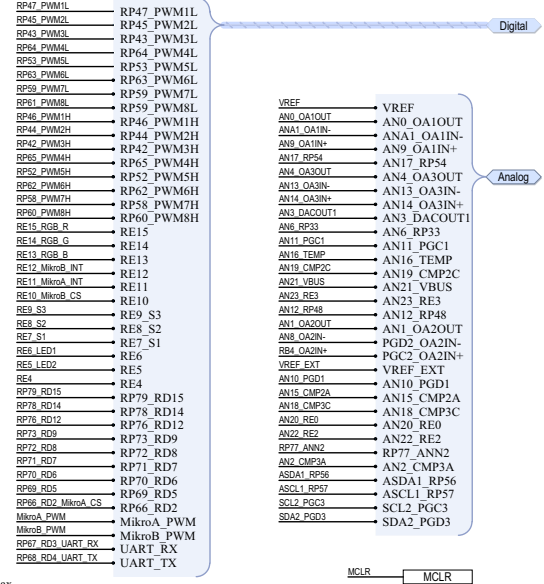 RP47_PWM1L RP47_PWM1L
RP45_PWM2L RP45_PWM2L
RP43_PWM3L RP43_PWM3L
RP64_PWM4L RP64_PWM4L
RP53_PWM5L RP53_PWM5L
RP63_PWM6L RP63_PWM6L
RP59_PWM7L RP59_PWM7L
RP61_PWM8L RP59_PWM8L
RP46_PWM1H RP46_PWM1H
RP44_PWM2H RP44_PWM2H
RP42_PWM3H RP42_PWM3H
RP65_PWM4H RP65_PWM4H
RP52_PWM5H RP52_PWM5H
RP62_PWM6H RP62_PWM6H
RP58_PWM7H RP58_PWM7H
RP60_PWM8H RP60_PWM8H
RE15_RGB_R RE15
RE14_RGB_G RE14
RE13_RGB_B RE13
RE12_MikroB_INT RE12
RE11_MikroA_INT RE11
RE10_MikroB_CS RE10
RE9_S3 RE9_S3
RE8_S2 RE8_S2
RE7_S1 RE7_S1
RE6_LED1 RE6
RE5_LED2 RE5
RE4 RE4
RP79_RD15 RP79_RD15
RP78_RD14 RP78_RD14
RP76_RD12 RP76_RD12
RP73_RD9 RP73_RD9
RP72_RD8 RP72_RD8
RP71_RD7 RP71_RD7
RP70_RD6 RP70_RD6
RP69_RD5 RP69_RD5
RP66_RD2_MikroA_CS RP66_RD2
MikroA_PWM MikroA_PWM
MikroB_PWM MikroB_PWM
RP67_RD3_UART_RX UART_RX
RP68_RD4_UART_TX UART_TX
Digital
VREF VREF
AN0_OA1OUT AN0_OA1OUT
ANA1_OA1IN- ANA1_OA1IN-
AN9_OA1IN+ AN9_OA1IN+
AN17_RP54 AN17_RP54
AN4_OA3OUT AN4_OA3OUT
AN13_OA3IN- AN13_OA3IN-
AN14_OA3IN+ AN14_OA3IN+
AN3_DACOUT1 AN3_DACOUT1
AN6_RP33 AN6_RP33
AN11_PGC1 AN11_PGC1
AN16_TEMP AN16_TEMP
AN19_CMP2C AN19_CMP2C
AN21_VBUS AN21_VBUS
AN23_RE3 AN23_RE3
AN12_RP48 AN12_RP48
AN1_OA2OUT AN1_OA2OUT
AN8_OA2IN- PGD2_OA2IN-
RB4_OA2IN+ PGC2_OA2IN+
VREF_EXT VREF_EXT
AN10_PGD1 AN10_PGD1
AN15_CMP2A AN15_CMP2A
AN18_CMP3C AN18_CMP3C
AN20_RE0 AN20_RE0
AN22_RE2 AN22_RE2
RP77_ANN2 RP77_ANN2
AN2_CMP3A AN2_CMP3A
ASDA1_RP56 ASDA1_RP56
ASCL1_RP57 ASCL1_RP57
SCL2_PGC3 SCL2_PGC3
SDA2_PGD3 SDA2_PGD3
Analog
MCLR MCLR